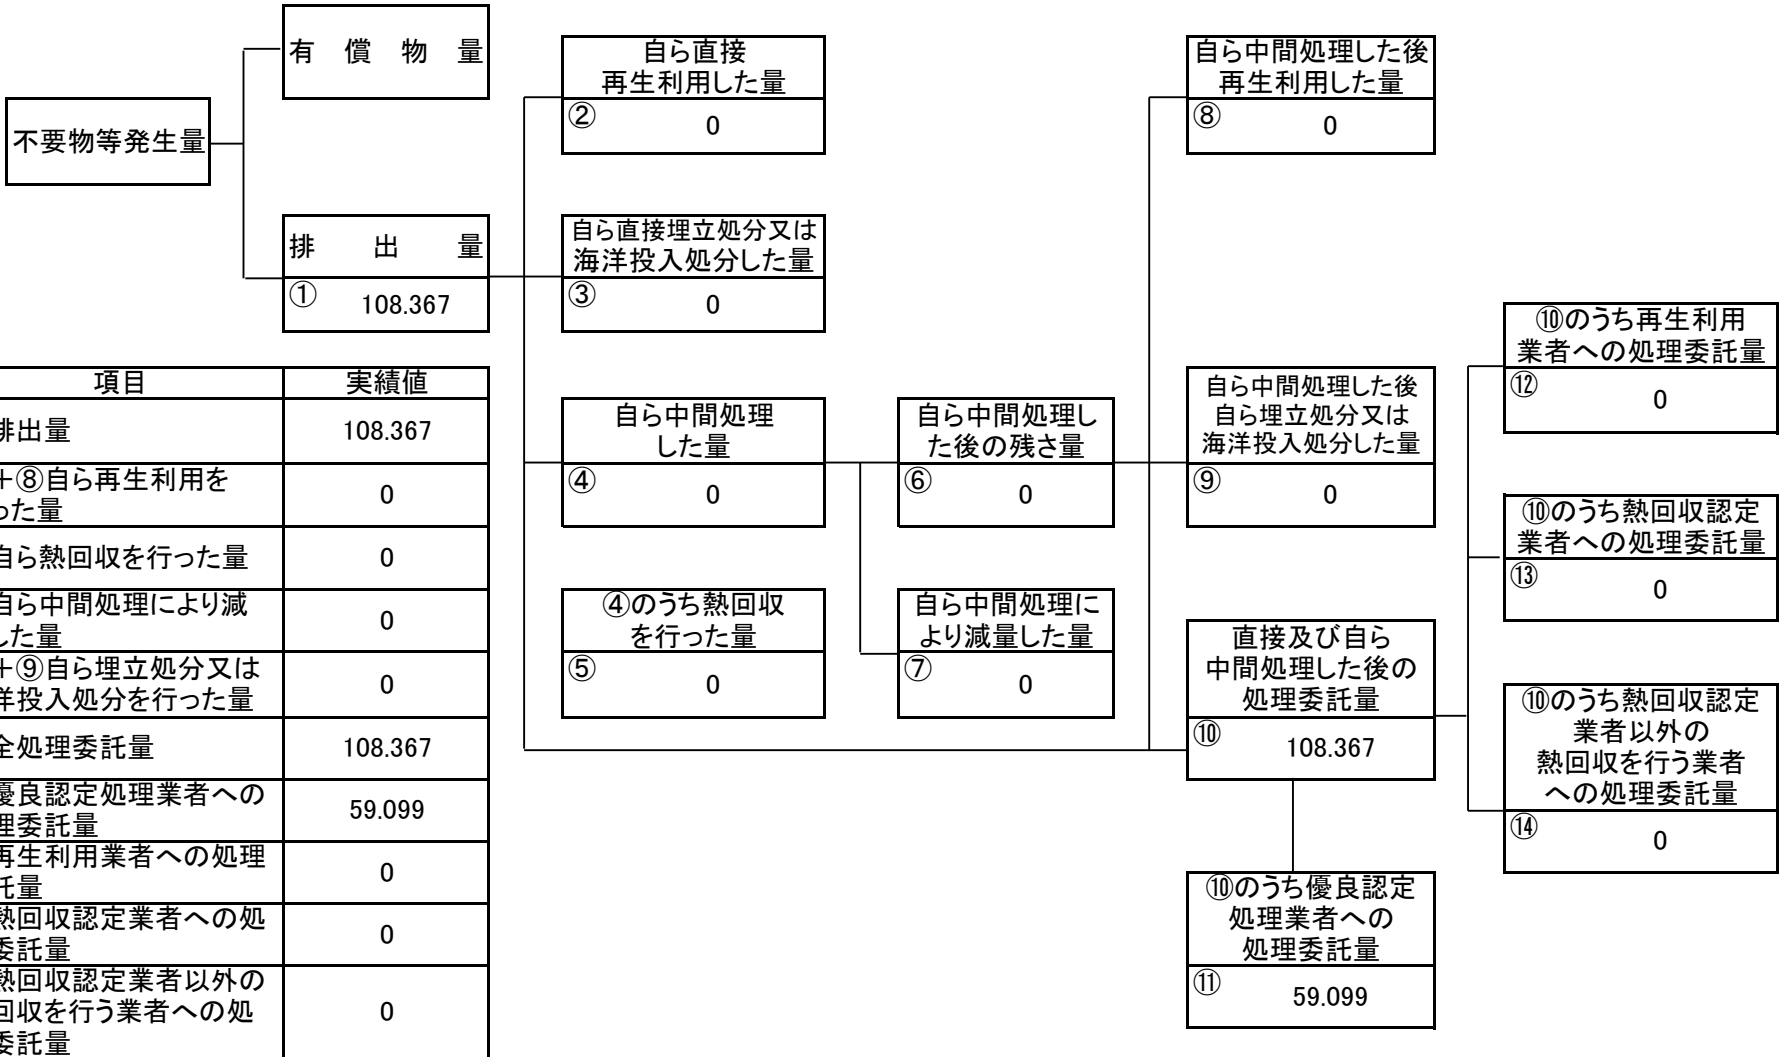 不要物等発生量
有償物量
排出量
①
108.367
自ら直接
再生利用した量
②
0
自ら直接埋立処分又は
海洋投入処分した量
③
0
自ら中間処理
した量
④
0
④のうち熱回収
を行った量
⑤
0
自ら中間処理し
た後の残さ量
⑥
0
自ら中間処理に
より減量した量
⑦
0
自ら中間処理した後
再生利用した量
⑧
0
自ら中間処理した後
自ら埋立処分又は
海洋投入処分した量
⑨
0
直接及び自ら
中間処理した後の
処理委託量
⑩
108.367
⑩のうち優良認定
処理業者への
処理委託量
⑪
59.099
⑩のうち再生利用
業者への処理委託量
⑫
0
⑩のうち熱回収認定
業者への処理委託量
⑬
0
⑩のうち熱回収認定
業者以外の
熱回収を行う業者
への処理委託量
⑭
0
項目 実績値
排出量 108.367
+⑧自ら再生利用を
った量
0
自ら熱回収を行った量 0
自ら中間処理により減
した量
0
+⑨自ら埋立処分又は
洋投入処分を行った量
0
全処理委託量 108.367
優良認定処理業者への
理委託量
59.099
再生利用業者への処理
託量
0
熱回収認定業者への処
委託量
0
熱回収認定業者以外の
回収を行う業者への処
委託量
0